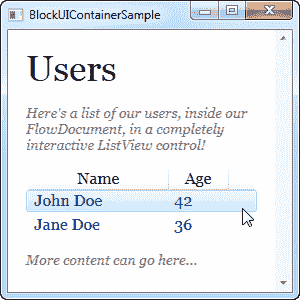 BlockUIContainerSample
Users
Here's a list of our users, inside our
FlowDocument, in a completely
interactive ListView control!
Name Age
John Doe 42
Jane Doe 36
More content can go here...